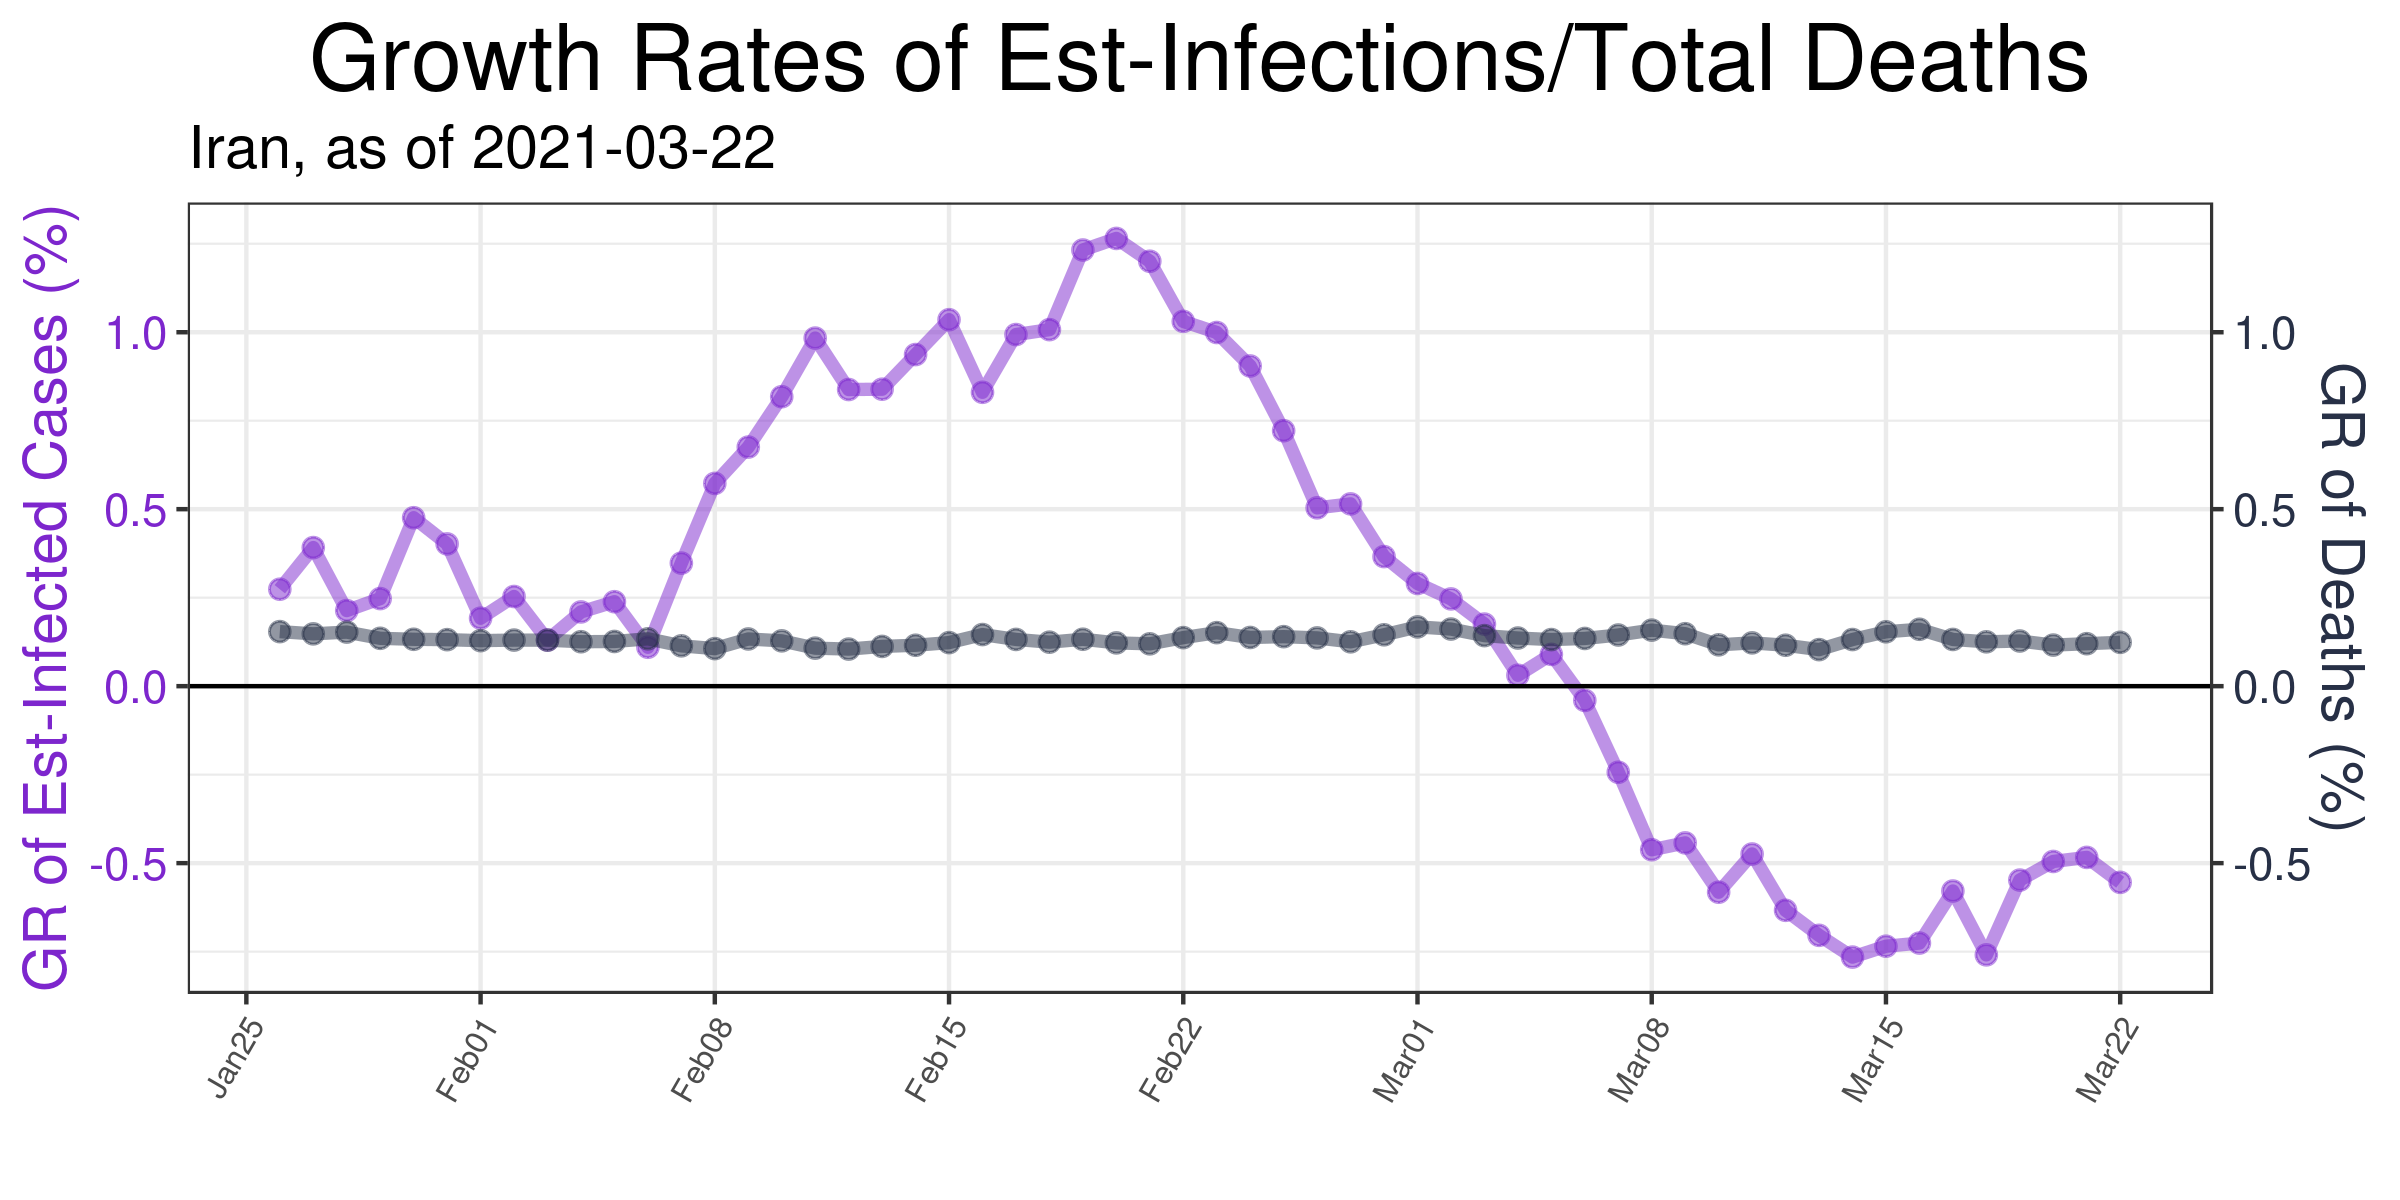 Growth Rates of Est-Infections/Total Deaths
Iran, as of 2021-03-22
GR of Est-Infected Cases (%)
1.0
0.5
0.0
-0.5
1.0
0.5
0.0
-0.5
GR of Deaths (%)
Jan25
Feb01
Feb08
Feb15
Feb22
Mar01
Mar08
Mar15
Mar22